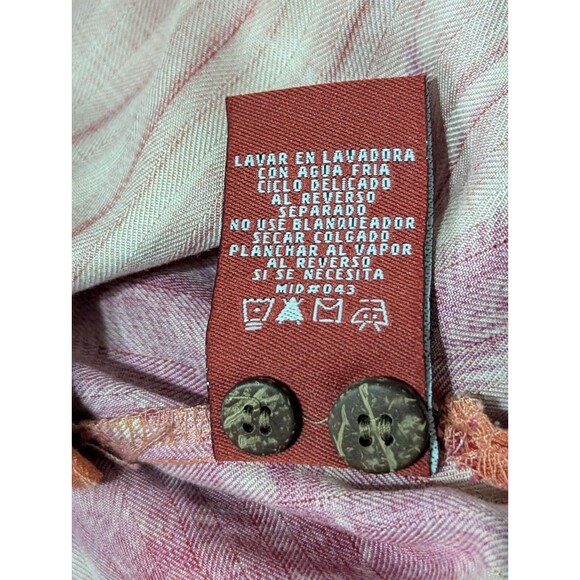 LAVAR EN LAVADORA
CON AGUA FRIA
CICLO DELICADO
AL REVERSO
SEPARADO
NO USE BLANQUEADOR
SECAR COLGADO
PLANCHAR AL VAPOR
AL REVERSO
SI SE NECESITA
MID#043